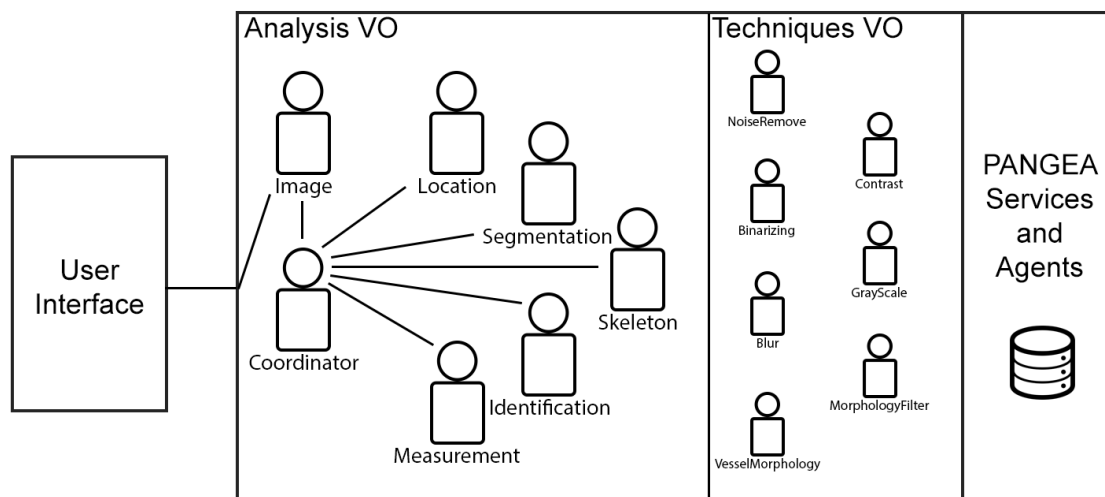 Analysis VO
Techniques VO
User
Interface
Image
Location
Segmentation
Skeleton
Coordinator
Identification
Measurement
NoiseRemove
Contrast
Binarizing
GrayScale
Blur
MorphologyFilter
VesselMorphology
PANGEA
Services
and
Agents